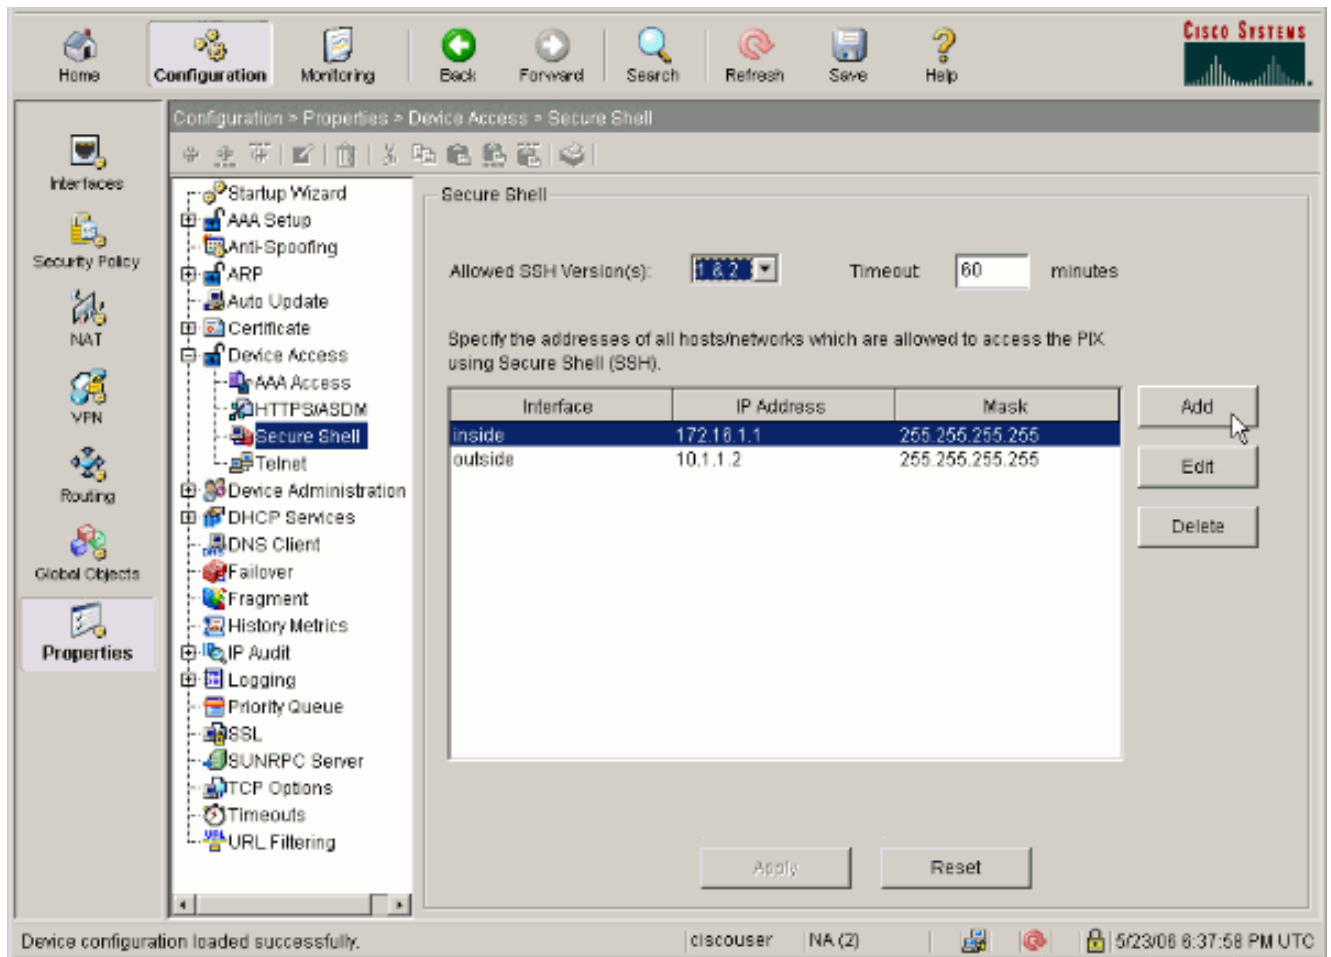 Home
Configuration
Monitoring
Back
Forward
Search
Refresh
Save
Help
CISCO SYSTEMS
Configuration > Properties > Device Access > Secure Shell
Interfaces
Security Policy
NAT
VPN
Routing
Global Objects
Properties
Startup Wizard
AAA Setup
Anti-Spoofing
ARP
Auto Update
Certificate
Device Access
AAA Access
HTTPS/ASDM
Secure Shell
Telnet
Device Administration
DHCP Services
DNS Client
Failover
Fragment
History Metrics
IP Audit
Logging
Priority Queue
SSL
SUNRPC Server
TCP Options
Timeouts
URL Filtering
Secure Shell
Allowed SSH Version(s): 1 & 2 Timeout: 60 minutes
Specify the addresses of all hosts/networks which are allowed to access the PIX
using Secure Shell (SSH).
Interface IP Address Mask
inside 172.16.1.1 255.255.255.255
outside 10.1.1.2 255.255.255.255
Add
Edit
Delete
Apply
Reset
Device configuration loaded successfully. ciscouser NA (2) 5/23/06 6:37:58 PM UTC